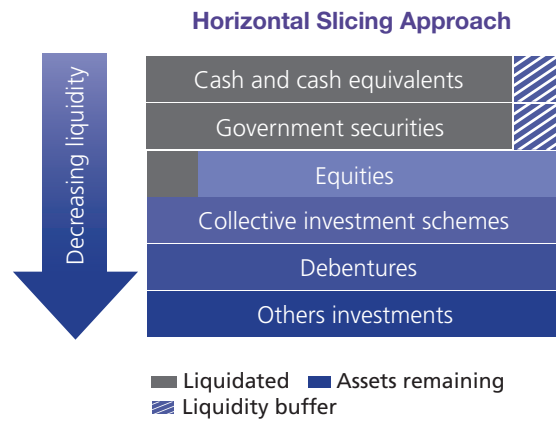 Horizontal Slicing Approach
Decreasing liquidity
Cash and cash equivalents
Government securities
Equities
Collective investment schemes
Debentures
Others investments
Liquidated Assets remaining
Liquidity buffer